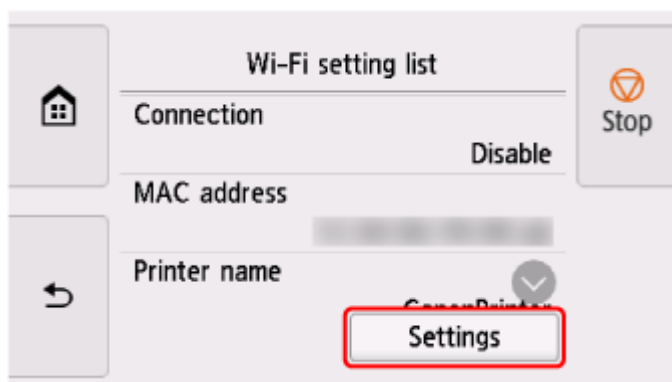 Wi-Fi setting list
Connection
Disable
MAC address
Printer name
Settings
Stop